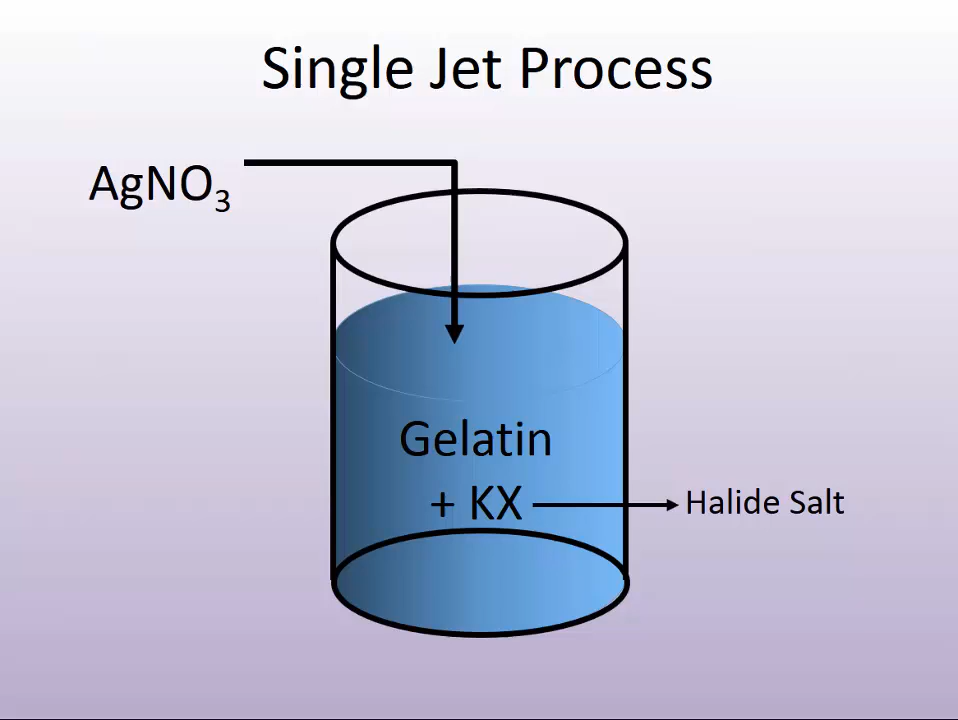 Single Jet Process
AgNO₃
Gelatin
+ KX
Halide Salt